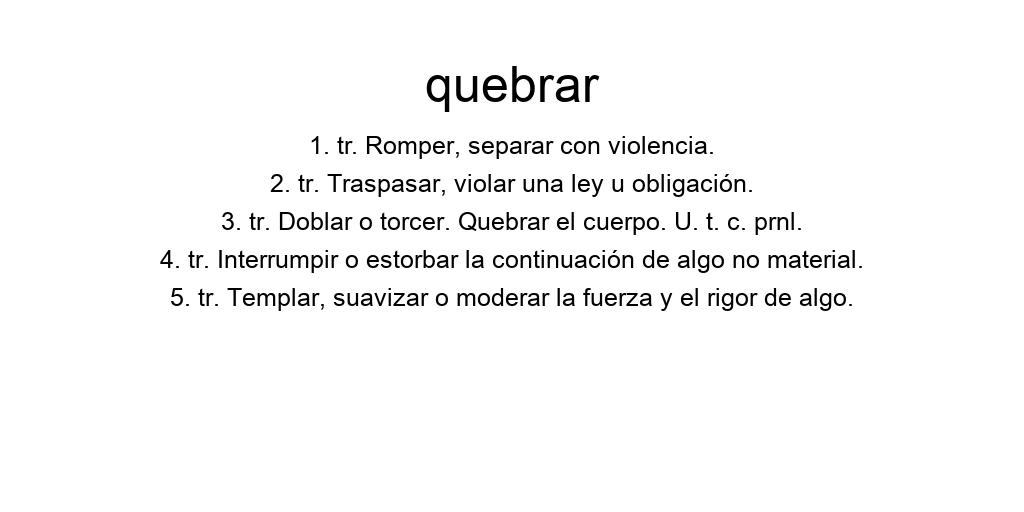 quebrar
1. tr. Romper, separar con violencia.
2. tr. Traspasar, violar una ley u obligación.
3. tr. Doblar o torcer. Quebrar el cuerpo. U. t. c. prnl.
4. tr. Interrumpir o estorbar la continuación de algo no material.
5. tr. Templar, suavizar o moderar la fuerza y el rigor de algo.